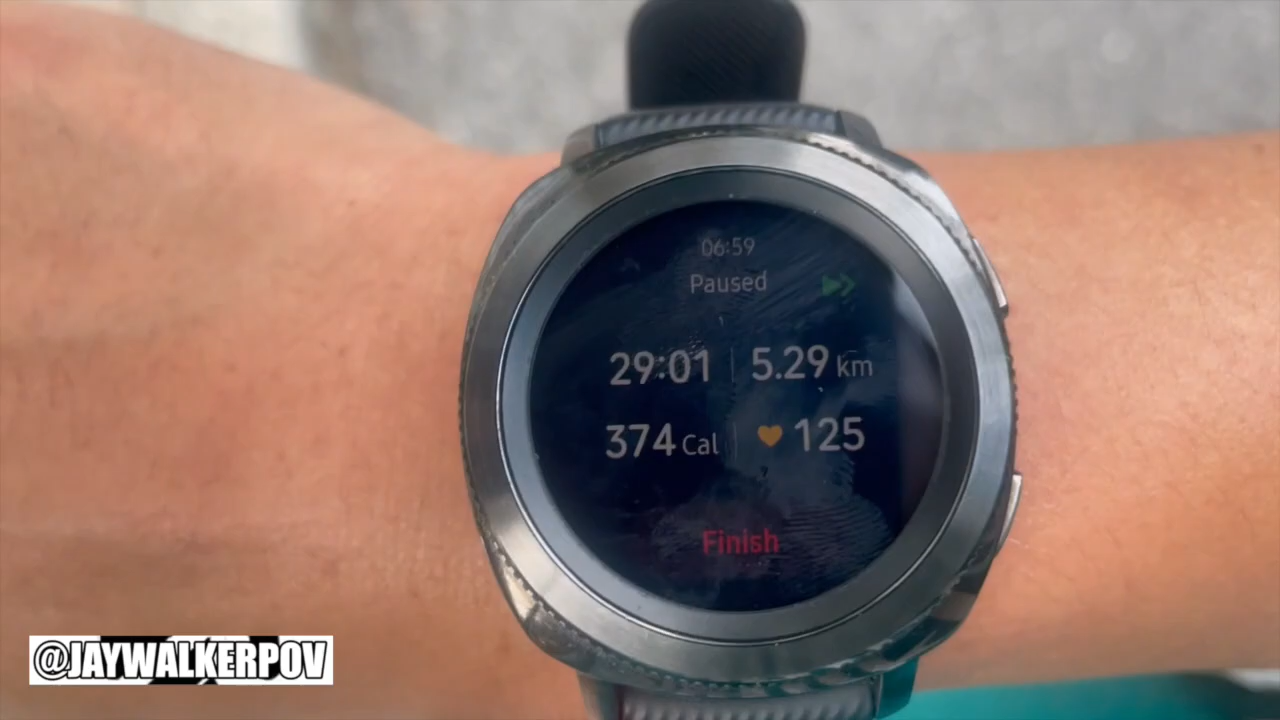 06:59
Paused
29:01 | 5.29 km
374 Cal | 125
Finish
@JAYWALKERPOV